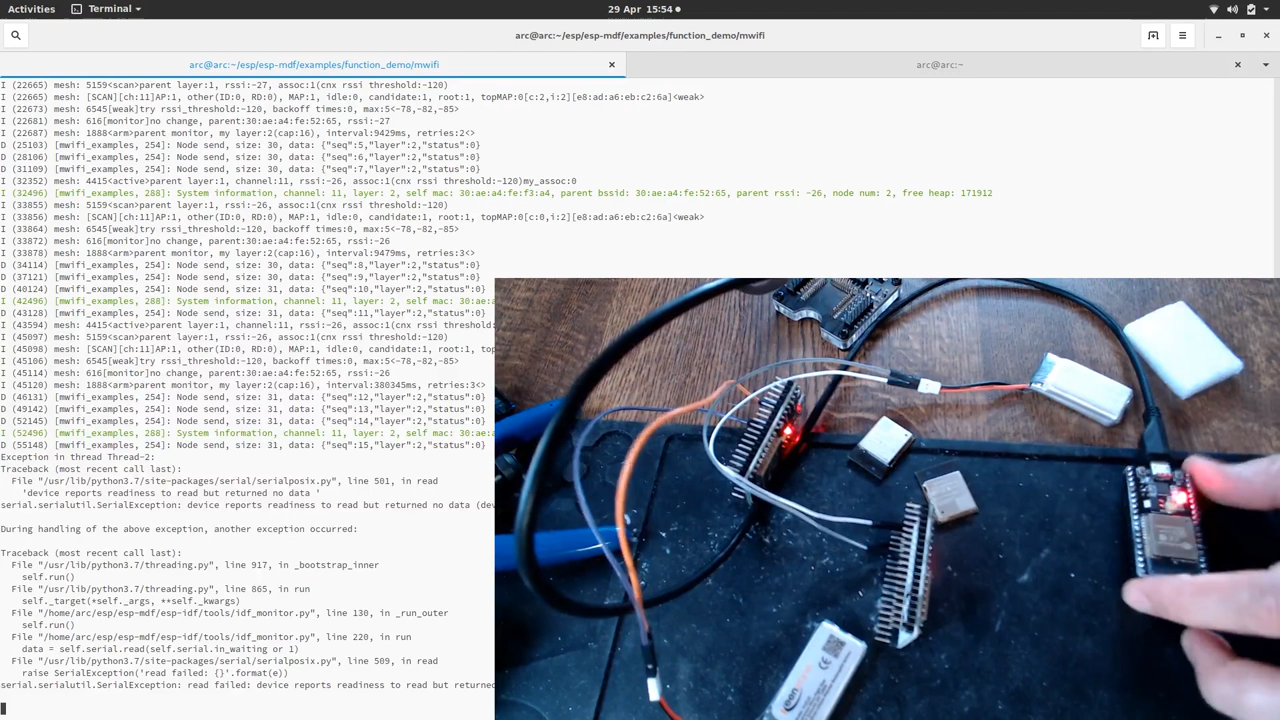 Activities
Terminal
29 Apr 15:54
arc@arc:~/esp/esp-mdf/examples/function_demo/mwifi
arc@arc:~/esp/esp-mdf/examples/function_demo/mwifi
arc@arc:~
I (22665) mesh: 5159<scan>parent layer:1, rssi:-27, assoc:1(cnx rssi threshold:-120)
I (22665) mesh: [SCAN][ch:11]AP:1, other(ID:0, RD:0), MAP:1, idle:0, candidate:1, root:1, topMAP:0[c:2,i:2][e8:ad:a6:eb:c2:6a]<weak>
I (22673) mesh: 6545[weak]try rssi_threshold:-120, backoff times:0, max:5<-78,-82,-85>
I (22681) mesh: 616[monitor]no change, parent:30:ae:a4:fe:52:65, rssi:-27
I (22687) mesh: 1888<arm>parent monitor, my layer:2(cap:16), interval:9429ms, retries:2<>
D (25103) [mwifi_examples, 254]: Node send, size: 30, data: {"seq":5,"layer":2,"status":0}
D (28106) [mwifi_examples, 254]: Node send, size: 30, data: {"seq":6,"layer":2,"status":0}
D (31109) [mwifi_examples, 254]: Node send, size: 30, data: {"seq":7,"layer":2,"status":0}
I (32352) mesh: 4415<active>parent layer:1, channel:11, rssi:-26, assoc:1(cnx rssi threshold:-120)my_assoc:0
I (32496) [mwifi_examples, 288]: System information, channel: 11, layer: 2, self mac: 30:ae:a4:fe:f3:a4, parent bssid: 30:ae:a4:fe:52:65, parent rssi: -26, node num: 2, free heap: 171912
I (33855) mesh: 5159<scan>parent layer:1, rssi:-26, assoc:1(cnx rssi threshold:-120)
I (33856) mesh: [SCAN][ch:11]AP:1, other(ID:0, RD:0), MAP:1, idle:0, candidate:1, root:1, topMAP:0[c:0,i:2][e8:ad:a6:eb:c2:6a]<weak>
I (33864) mesh: 6545[weak]try rssi_threshold:-120, backoff times:0, max:5<-78,-82,-85>
I (33872) mesh: 616[monitor]no change, parent:30:ae:a4:fe:52:65, rssi:-26
I (33878) mesh: 1888<arm>parent monitor, my layer:2(cap:16), interval:9479ms, retries:3<>
D (34114) [mwifi_examples, 254]: Node send, size: 30, data: {"seq":8,"layer":2,"status":0}
D (37121) [mwifi_examples, 254]: Node send, size: 30, data: {"seq":9,"layer":2,"status":0}
D (40124) [mwifi_examples, 254]: Node send, size: 31, data: {"seq":10,"layer":2,"status":0}
I (42496) [mwifi_examples, 288]: System information, channel: 11, layer: 2, self mac: 30:ae:a
D (43128) [mwifi_examples, 254]: Node send, size: 31, data: {"seq":11,"layer":2,"status":0}
I (43594) mesh: 4415<active>parent layer:1, channel:11, rssi:-26, assoc:1(cnx rssi threshold:
I (45097) mesh: 5159<scan>parent layer:1, rssi:-26, assoc:1(cnx rssi threshold:-120)
I (45098) mesh: [SCAN][ch:11]AP:1, other(ID:0, RD:0), MAP:1, idle:0, candidate:1, root:1, top
I (45106) mesh: 6545[weak]try rssi_threshold:-120, backoff times:0, max:5<-78,-82,-85>
I (45114) mesh: 616[monitor]no change, parent:30:ae:a4:fe:52:65, rssi:-26
I (45120) mesh: 1888<arm>parent monitor, my layer:2(cap:16), interval:380345ms, retries:3<>
D (46131) [mwifi_examples, 254]: Node send, size: 31, data: {"seq":12,"layer":2,"status":0}
D (49142) [mwifi_examples, 254]: Node send, size: 31, data: {"seq":13,"layer":2,"status":0}
D (52145) [mwifi_examples, 254]: Node send, size: 31, data: {"seq":14,"layer":2,"status":0}
I (52496) [mwifi_examples, 288]: System information, channel: 11, layer: 2, self mac: 30:ae:a
D (55148) [mwifi_examples, 254]: Node send, size: 31, data: {"seq":15,"layer":2,"status":0}
Exception in thread Thread-2:
Traceback (most recent call last):
File "/usr/lib/python3.7/site-packages/serial/serialposix.py", line 501, in read
'device reports readiness to read but returned no data '
serial.serialutil.SerialException: device reports readiness to read but returned no data (dev
During handling of the above exception, another exception occurred:
Traceback (most recent call last):
File "/usr/lib/python3.7/threading.py", line 917, in _bootstrap_inner
self.run()
File "/usr/lib/python3.7/threading.py", line 865, in run
self._target(*self._args, **self._kwargs)
File "/home/arc/esp/esp-mdf/esp-idf/tools/idf_monitor.py", line 130, in _run_outer
self.run()
File "/home/arc/esp/esp-mdf/esp-idf/tools/idf_monitor.py", line 220, in run
data = self.serial.read(self.serial.in_waiting or 1)
File "/usr/lib/python3.7/site-packages/serial/serialposix.py", line 509, in read
raise SerialException('read failed: {}'.format(e))
serial.serialutil.SerialException: read failed: device reports readiness to read but returned